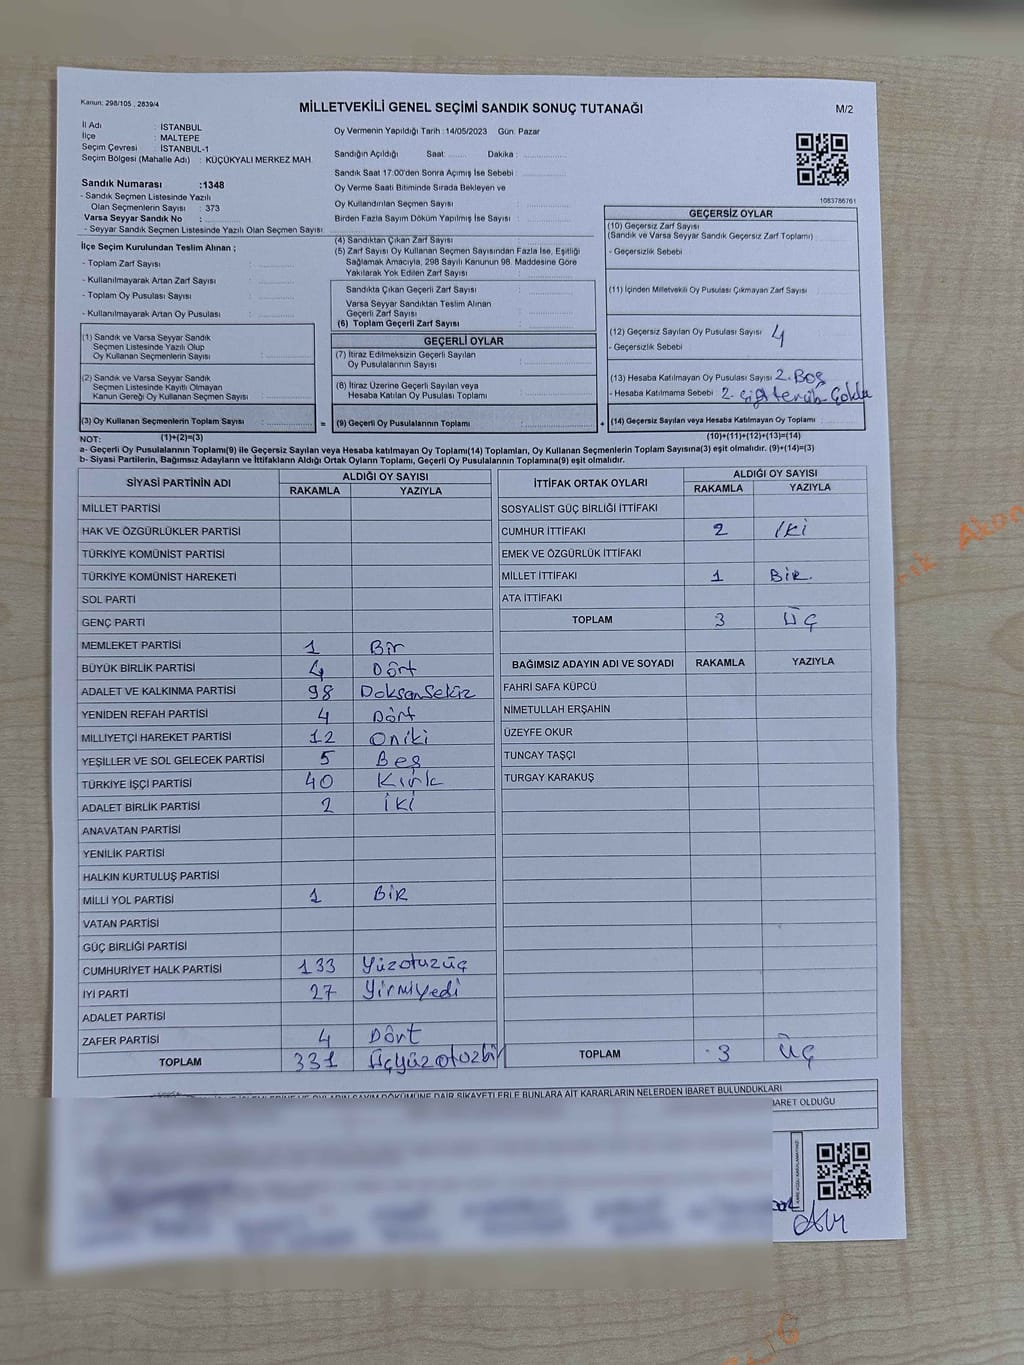 Kanun: 298/105 , 2839/4
MİLLETVEKİLİ GENEL SEÇİMİ SANDIK SONUÇ TUTANAĞI
M/2
İl Adı : İSTANBUL
İlçe : MALTEPE
Seçim Çevresi : İSTANBUL-1
Seçim Bölgesi (Mahalle Adı) : KÜÇÜKYALI MERKEZ MAH.
Sandık Numarası :1348
- Sandık Seçmen Listesinde Yazılı
Olan Seçmenlerin Sayısı : 373
Varsa Seyyar Sandık No :
- Seyyar Sandık Seçmen Listesinde Yazılı Olan Seçmen Sayısı:
Oy Vermenin Yapıldığı Tarih :14/05/2023 Gün: Pazar
Sandığın Açıldığı Saat: ....... Dakika : .................
Sandık Saat 17:00'den Sonra Açımış İse Sebebi :
Oy Verme Saati Bitiminde Sırada Bekleyen ve
Oy Kullandırılan Seçmen Sayısı :
Birden Fazla Sayım Döküm Yapılmış İse Sayısı :
1083786761
İlçe Seçim Kurulundan Teslim Alınan ;
- Toplam Zarf Sayısı :
- Kullanılmayarak Artan Zarf Sayısı :
- Toplam Oy Pusulası Sayısı :
- Kullanılmayarak Artan Oy Pusulası :
(4) Sandıktan Çıkan Zarf Sayısı :
(5) Zarf Sayısı Oy Kullanan Seçmen Sayısından Fazla İse, Eşitliği
Sağlamak Amacıyla, 298 Sayılı Kanunun 98. Maddesine Göre
Yakılarak Yok Edilen Zarf Sayısı :
Sandıkta Çıkan Geçerli Zarf Sayısı :
Varsa Seyyar Sandıktan Teslim Alınan
Geçerli Zarf Sayısı :
(6) Toplam Geçerli Zarf Sayısı :
GEÇERSİZ OYLAR
(10) Geçersiz Zarf Sayısı :
(Sandık ve Varsa Seyyar Sandık Geçersiz Zarf Toplamı)
- Geçersizlik Sebebi
(11) İçinden Milletvekili Oy Pusulası Çıkmayan Zarf Sayısı :
(12) Geçersiz Sayılan Oy Pusulası Sayısı : 4
- Geçersizlik Sebebi
(13) Hesaba Katılmayan Oy Pusulası Sayısı 2. Boş
- Hesaba Katılmama Sebebi : 2. Çift tercih
(14) Geçersiz Sayılan veya Hesaba Katılmayan Oy Toplamı :
(1) Sandık ve Varsa Seyyar Sandık
Seçmen Listesinde Yazılı Olup
Oy Kullanan Seçmenlerin Sayısı :
(2) Sandık ve Varsa Seyyar Sandık
Seçmen Listesinde Kayıtlı Olmayan
Kanun Gereği Oy Kullanan Seçmen Sayısı :
(3) Oy Kullanan Seçmenlerin Toplam Sayısı : =
GEÇERLİ OYLAR
(7) İtiraz Edilmeksizin Geçerli Sayılan
Oy Pusulalarının Sayısı :
(8) İtiraz Üzerine Geçerli Sayılan veya
Hesaba Katılan Oy Pusulası Toplamı :
(9) Geçerli Oy Pusulalarının Toplamı : +
NOT: (1)+(2)=(3) (10)+(11)+(12)+(13)=(14)
a- Geçerli Oy Pusulalarının Toplamı(9) ile Geçersiz Sayılan veya Hesaba katılmayan Oy Toplamı(14) Toplamları, Oy Kullanan Seçmenlerin Toplam Sayısına(3) eşit olmalıdır. (9)+(14)=(3)
b- Siyasi Partilerin, Bağımsız Adayların ve İttifakların Aldığı Ortak Oyların Toplamı, Geçerli Oy Pusulalarının Toplamına(9) eşit olmalıdır.
SİYASİ PARTİNİN ADI ALDIĞI OY SAYISI
RAKAMLA YAZIYLA
MİLLET PARTİSİ
HAK VE ÖZGÜRLÜKLER PARTİSİ
TÜRKİYE KOMÜNİST PARTİSİ
TÜRKİYE KOMÜNİST HAREKETİ
SOL PARTİ
GENÇ PARTİ
MEMLEKET PARTİSİ 1 Bir
BÜYÜK BİRLİK PARTİSİ 4 Dört
ADALET VE KALKINMA PARTİSİ 98 Doksansekiz
YENİDEN REFAH PARTİSİ 4 Dört
MİLLİYETÇİ HAREKET PARTİSİ 12 Oniki
YEŞİLLER VE SOL GELECEK PARTİSİ 5 Beş
TÜRKİYE İŞÇİ PARTİSİ 40 Kırk
ADALET BİRLİK PARTİSİ 2 İki
ANAVATAN PARTİSİ
YENİLİK PARTİSİ
HALKIN KURTULUŞ PARTİSİ
MİLLİ YOL PARTİSİ 1 BİR
VATAN PARTİSİ
GÜÇ BİRLİĞİ PARTİSİ
CUMHURİYET HALK PARTİSİ 133 Yüzotuzüç
İYİ PARTİ 27 Yirmiyedi
ADALET PARTİSİ
ZAFER PARTİSİ 4 Dört
TOPLAM 331 Üçyüzotuzbir
İTTİFAK ORTAK OYLARI ALDIĞI OY SAYISI
RAKAMLA YAZIYLA
SOSYALİST GÜÇ BİRLİĞİ İTTİFAKI
CUMHUR İTTİFAKI 2 İKİ
EMEK VE ÖZGÜRLÜK İTTİFAKI
MİLLET İTTİFAKI 1 BİR.
ATA İTTİFAKI
TOPLAM 3 ÜÇ
BAĞIMSIZ ADAYIN ADI VE SOYADI RAKAMLA YAZIYLA
FAHRİ SAFA KÜPCÜ
NİMETULLAH ERŞAHİN
ÜZEYFE OKUR
TUNCAY TAŞÇI
TURGAY KARAKUŞ
TOPLAM 3 ÜÇ
DÖKÜMÜNE DAİR ŞİKAYETLERLE BUNLARA AİT KARARLARIN NELERDEN İBARET BULUNDUKLARI
BARET OLDUĞU